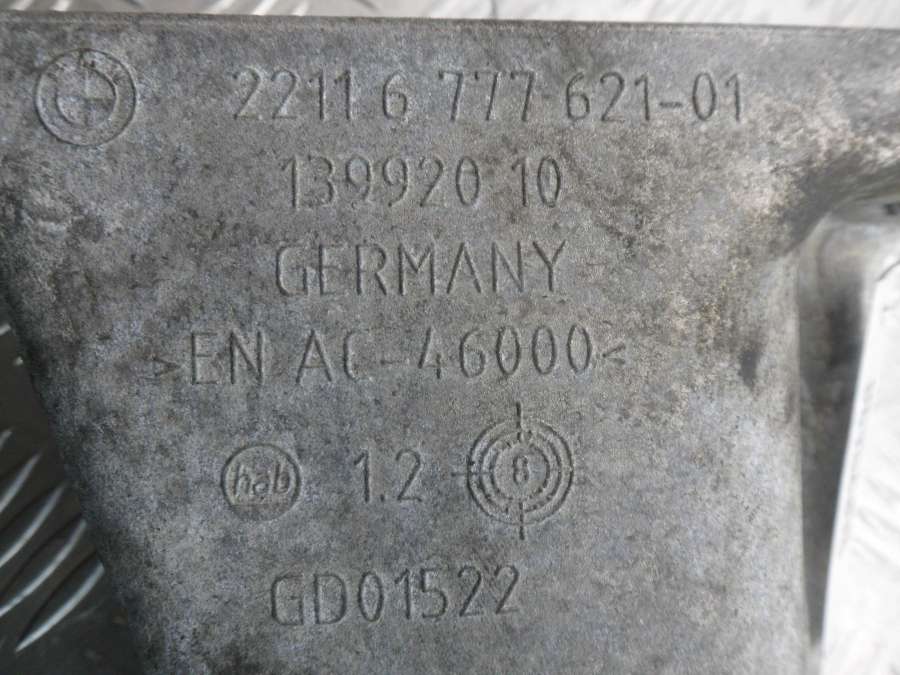 2211 6 777 621-01
139920 10
GERMANY
>EN AC-46000<
hab 1.2 8
GD01522